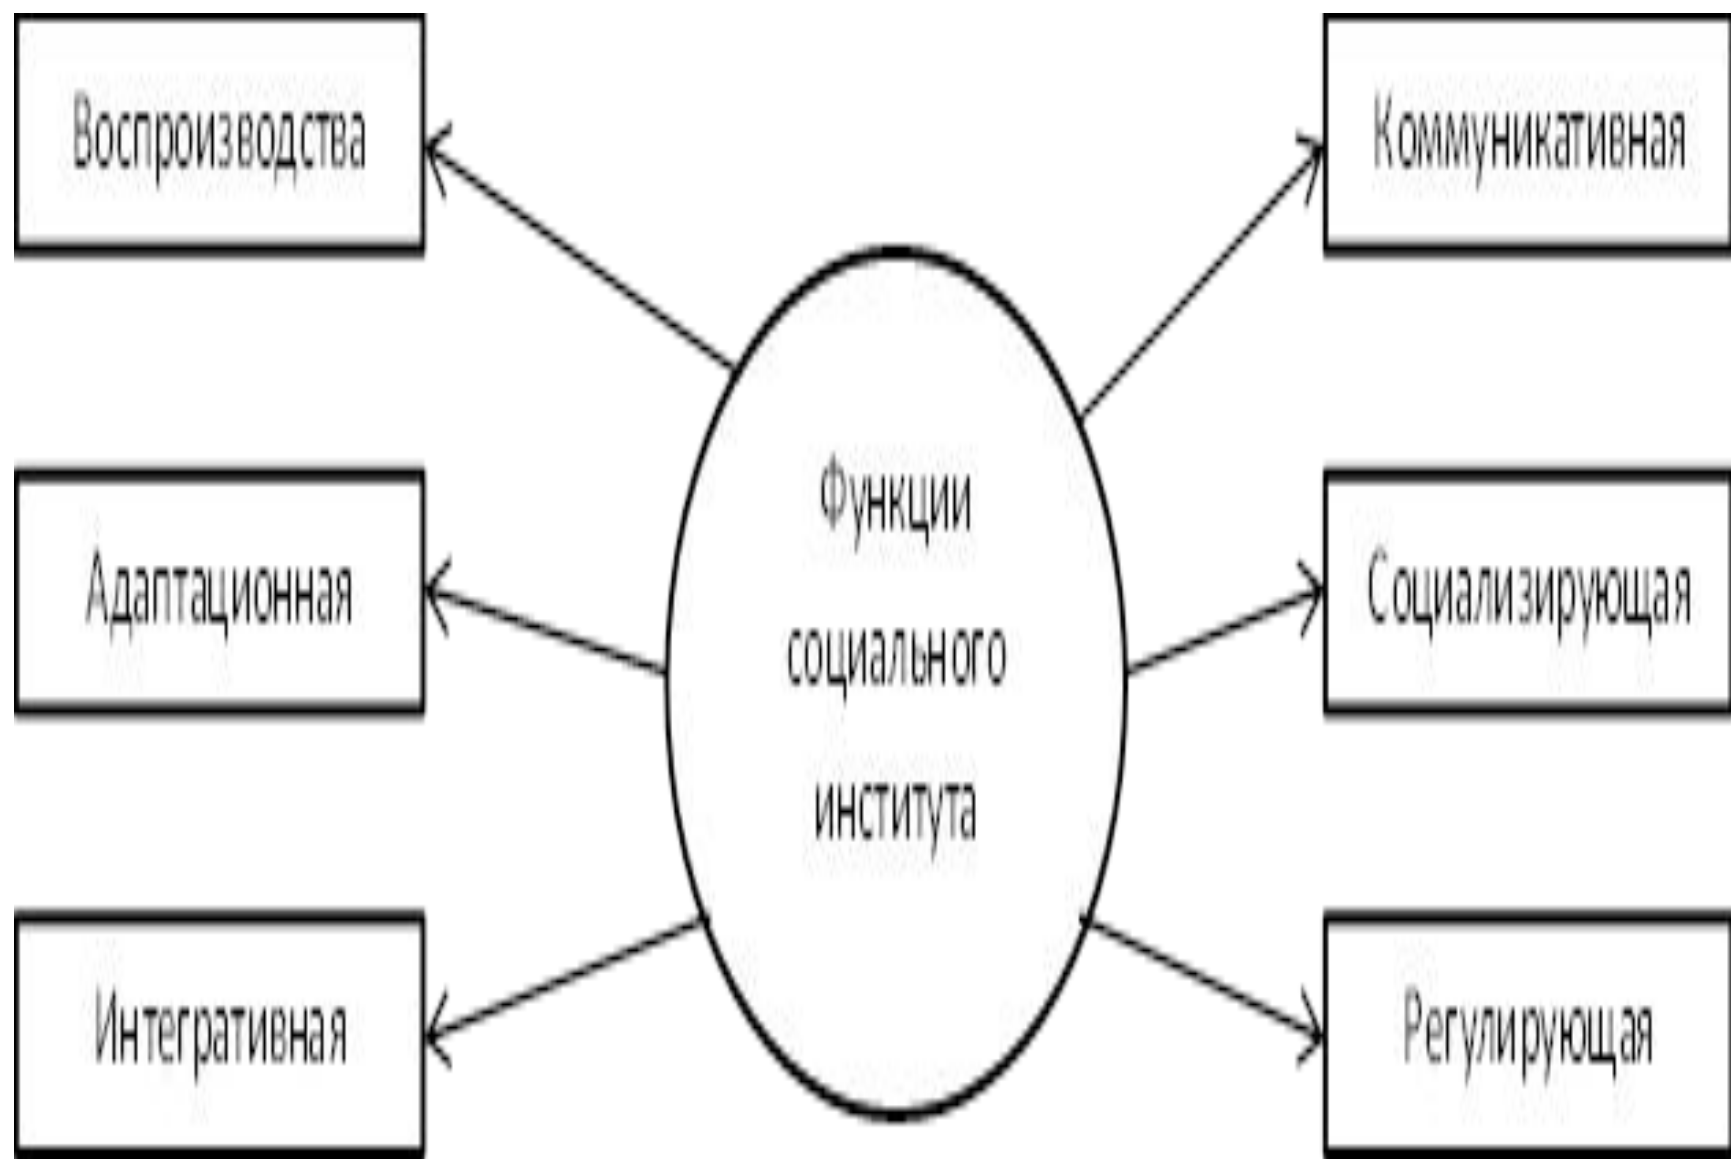 Воспроизводства
Коммуникативная
Функции
социального
института
Адаптационная
Социализирующая
Интегративная
Регулирующая